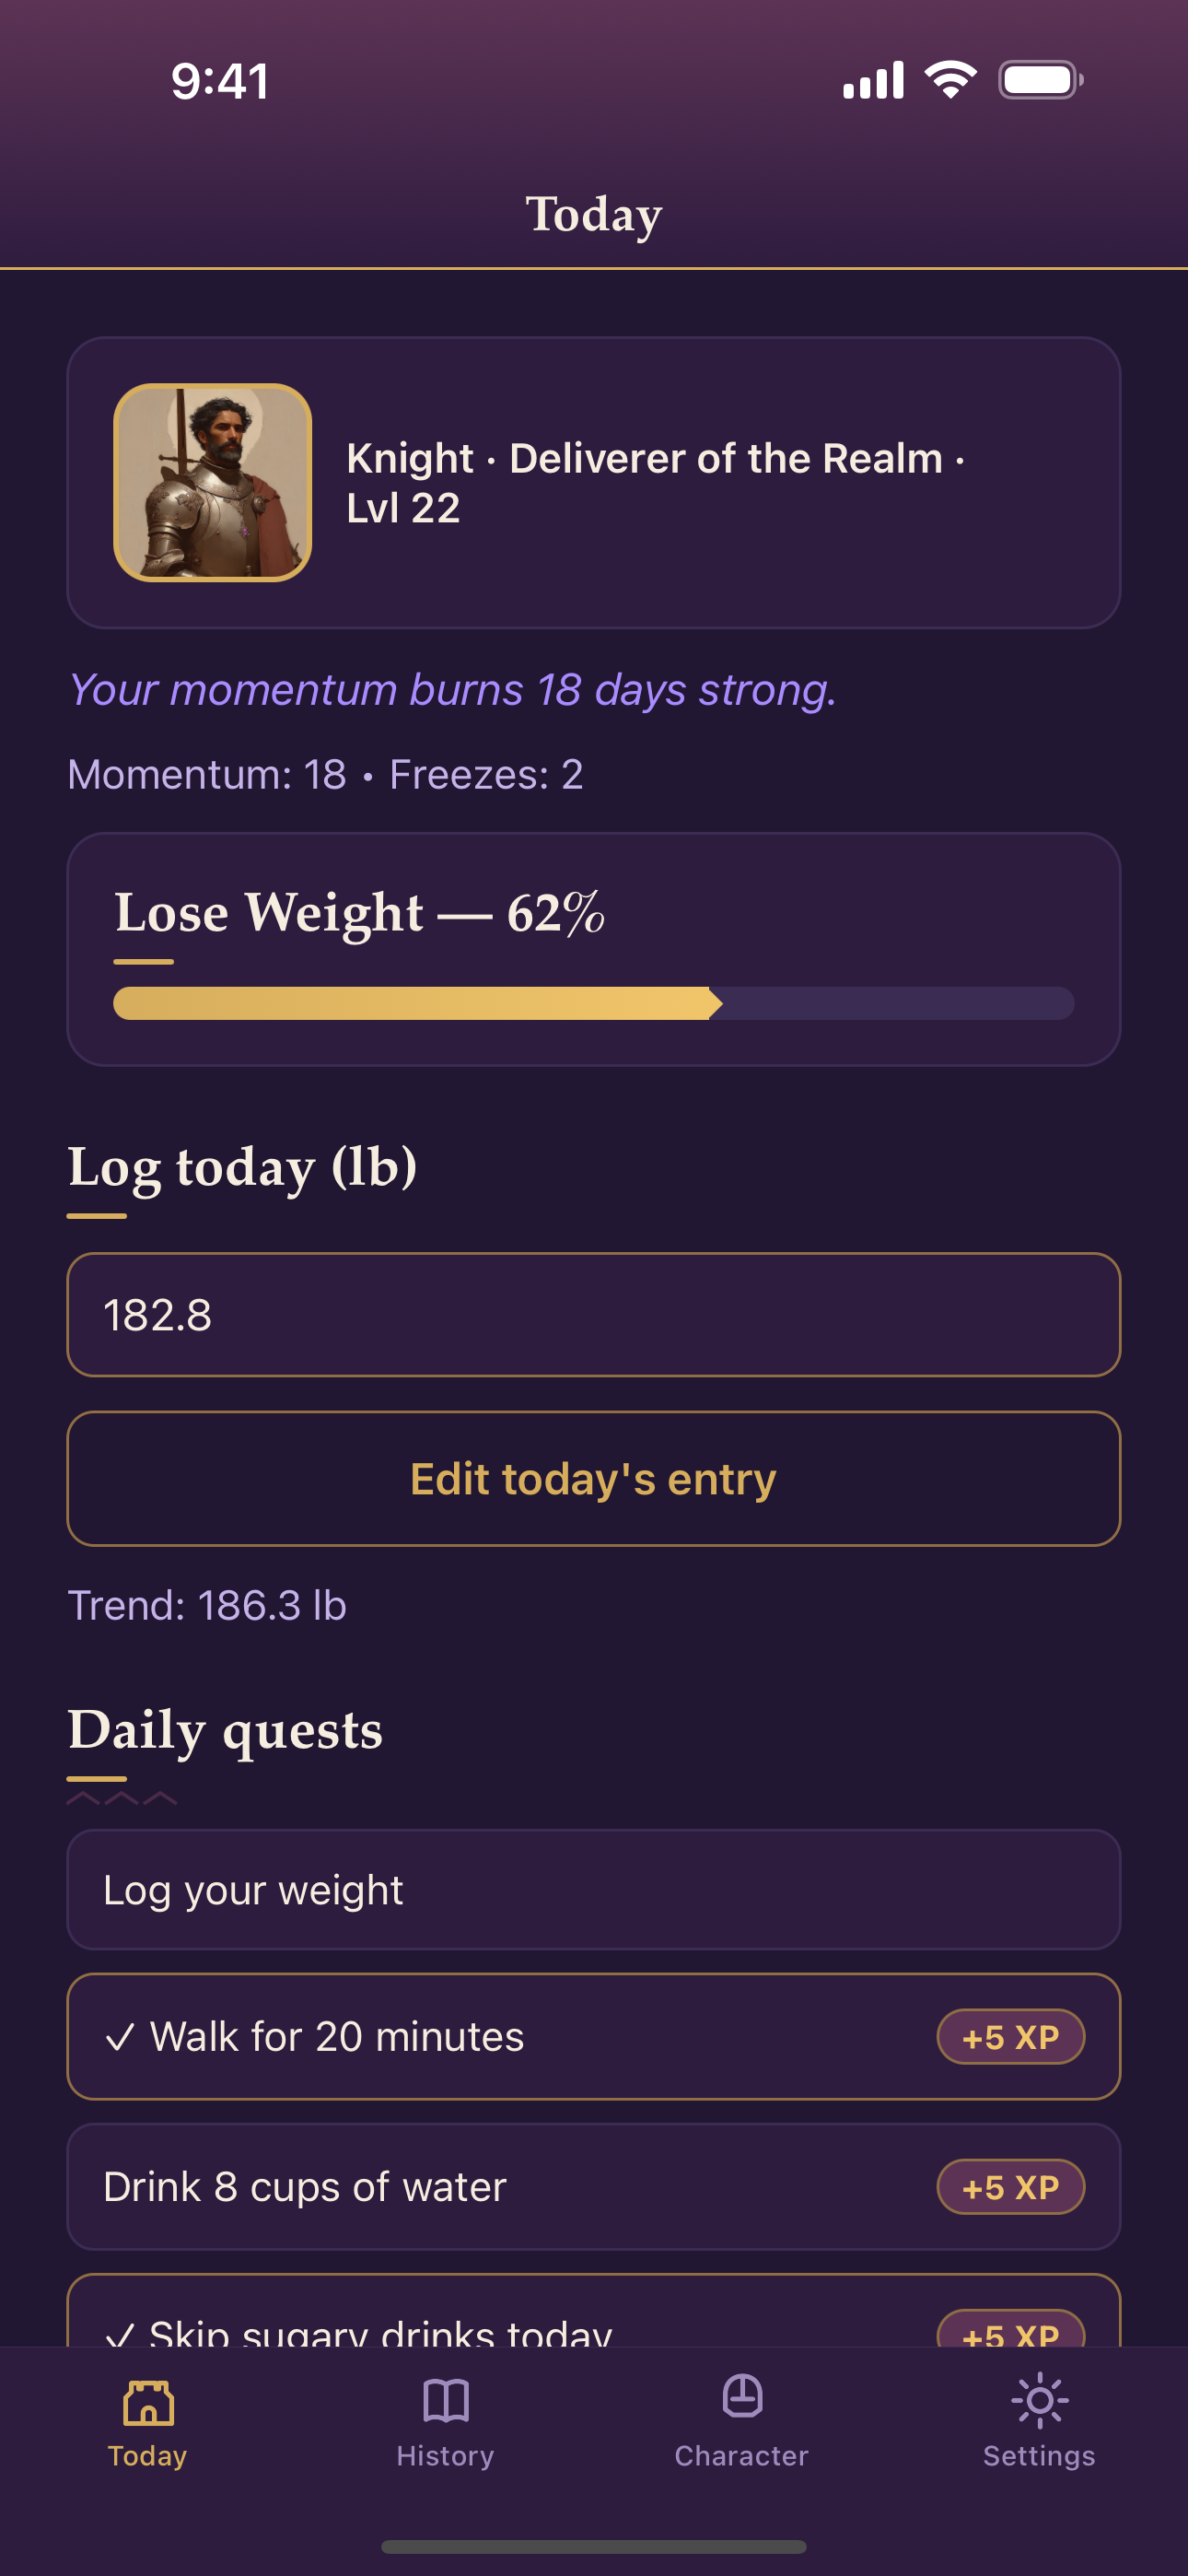 9:41
Today
Knight · Deliverer of the Realm ·
Lvl 22
Your momentum burns 18 days strong.
Momentum: 18 • Freezes: 2
Lose Weight — 62%
Log today (lb)
182.8
Edit today's entry
Trend: 186.3 lb
Daily quests
Log your weight
✓ Walk for 20 minutes +5 XP
Drink 8 cups of water +5 XP
✓ Skip sugary drinks today +5 XP
Today History Character Settings